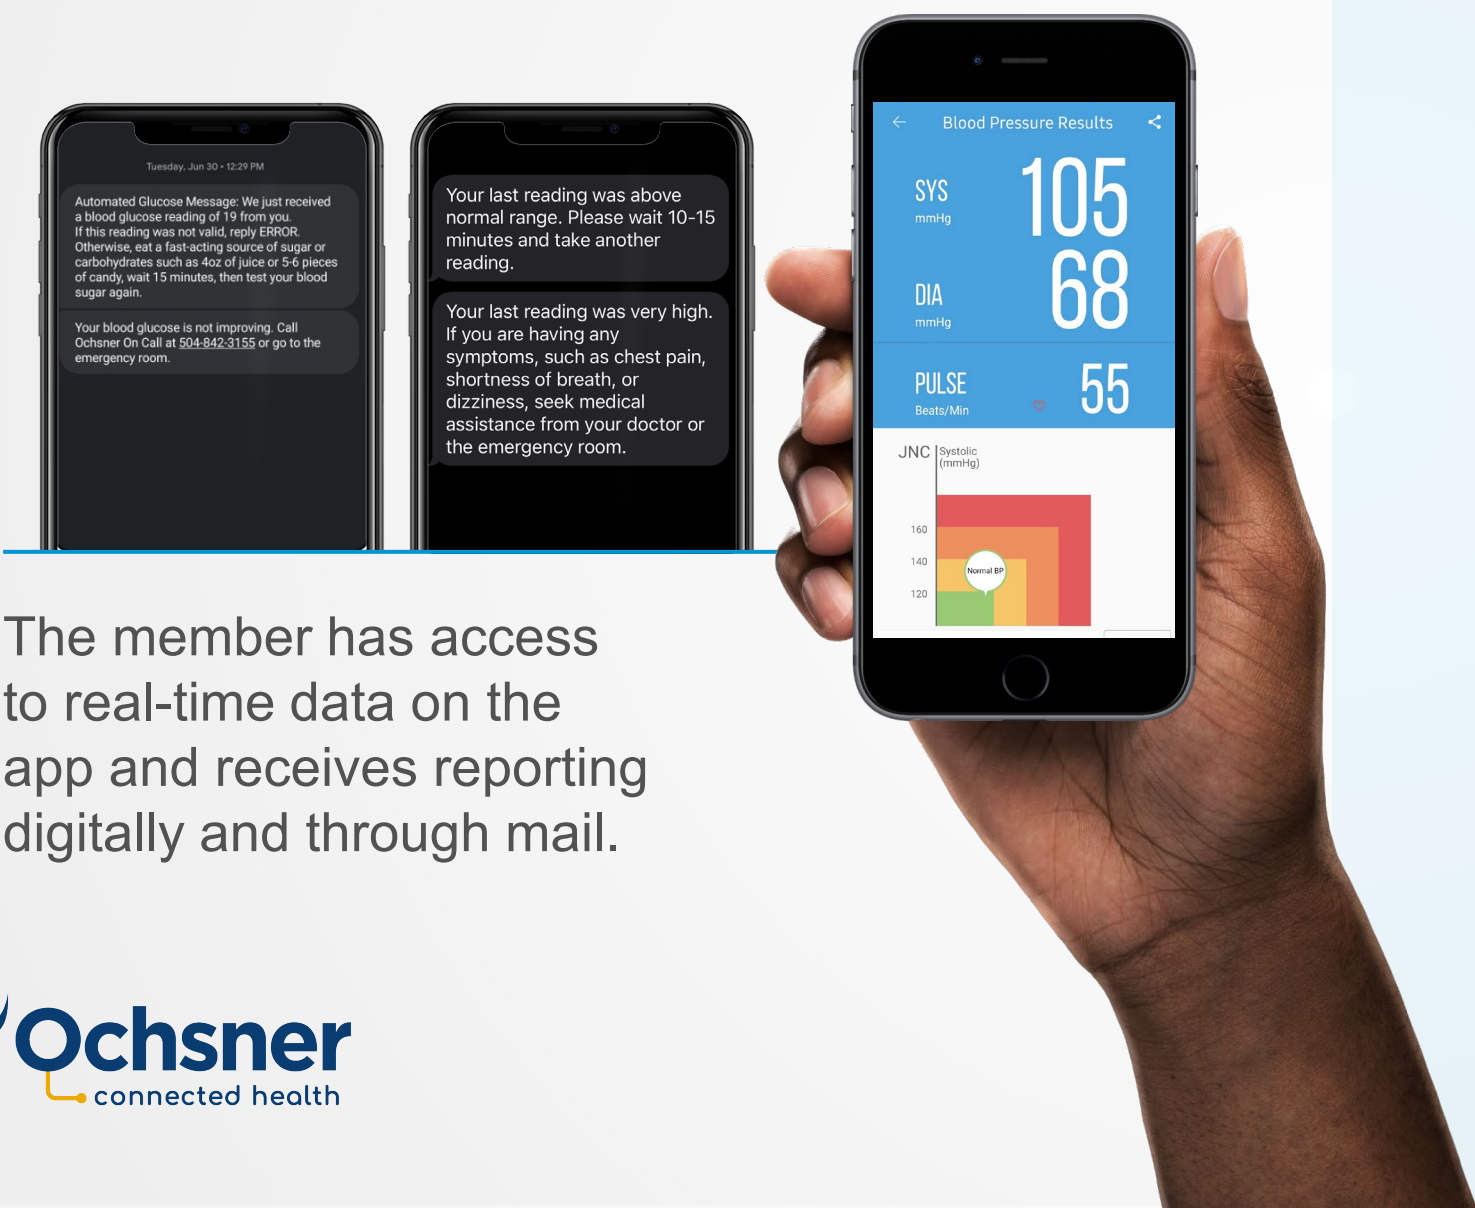 Tuesday, Jun 30 • 12:29 PM
Automated Glucose Message: We just received
a blood glucose reading of 19 from you.
If this reading was not valid, reply ERROR.
Otherwise, eat a fast-acting source of sugar or
carbohydrates such as 4oz of juice or 5-6 pieces
of candy, wait 15 minutes, then test your blood
sugar again.
Your blood glucose is not improving. Call
Ochsner On Call at 504-842-3155 or go to the
emergency room.
Your last reading was above
normal range. Please wait 10-15
minutes and take another
reading.
Your last reading was very high.
If you are having any
symptoms, such as chest pain,
shortness of breath, or
dizziness, seek medical
assistance from your doctor or
the emergency room.
Blood Pressure Results
SYS 105
mmHg
DIA 68
mmHg
PULSE 55
Beats/Min
JNC Systolic
(mmHg)
160
140
Normal BP
120
The member has access
to real-time data on the
app and receives reporting
digitally and through mail.
Ochsner
connected health